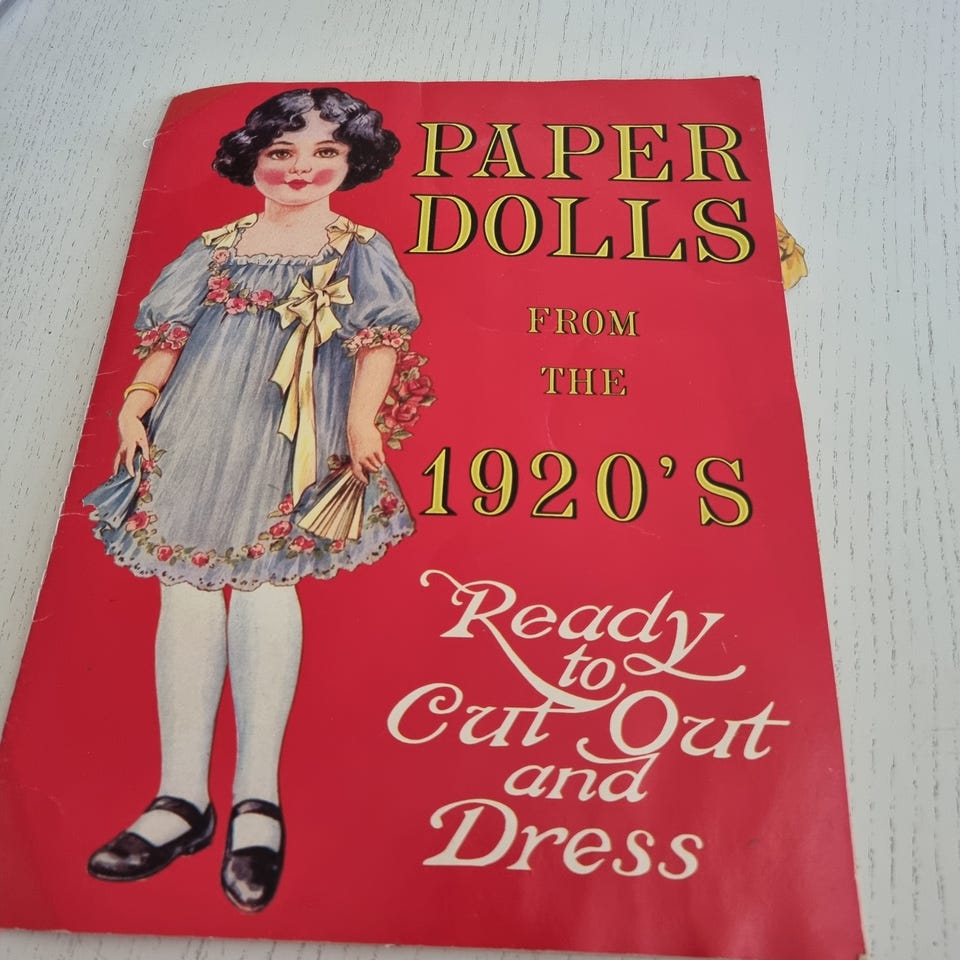 PAPER
DOLLS
FROM
THE
1920'S
Ready
to
Cut Out
and
Dress